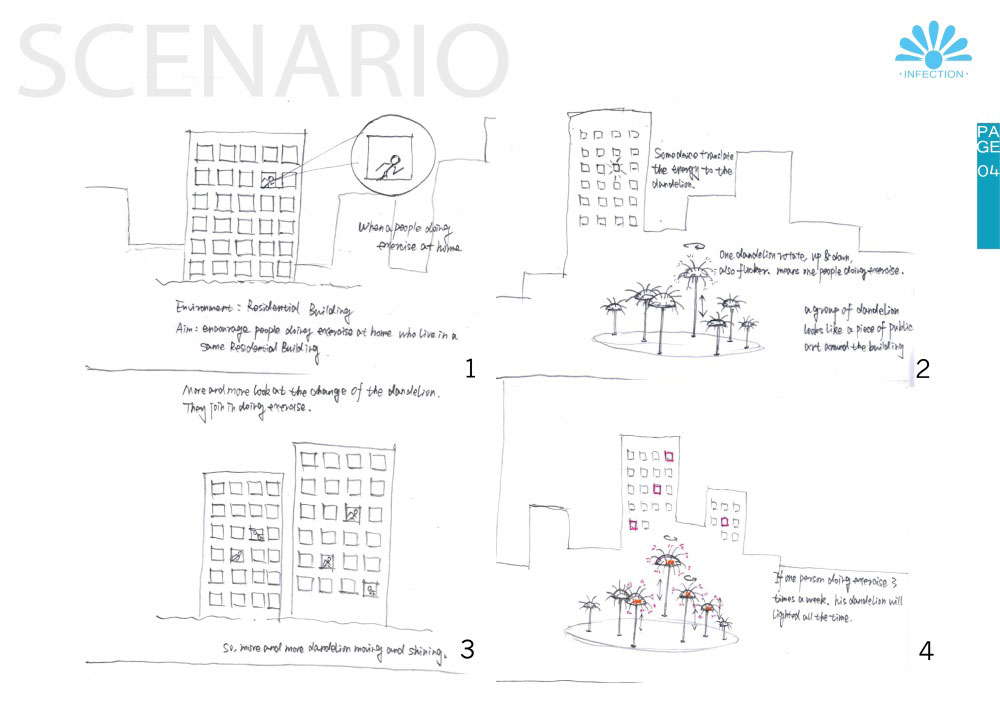 SCENARIO
·INFECTION·
PA
GE
04
When a people doing
exercise at home
Environment : Residential Building
Aim : encourage people doing exercise at home who live in a
same Residential Building
1
Somedance translate
the energy to the
dandelion.
One dandelion rotate, up & down,
also flicker. means one people doing exercise.
a group of dandelion
looks like a piece of public
art around the building
2
More and more look at the change of the dandelion.
They join in doing exercise.
So, more and more dandelion moving and shining.
3
If one person doing exercise 3
times a week. his dandelion will
lighted all the time.
4